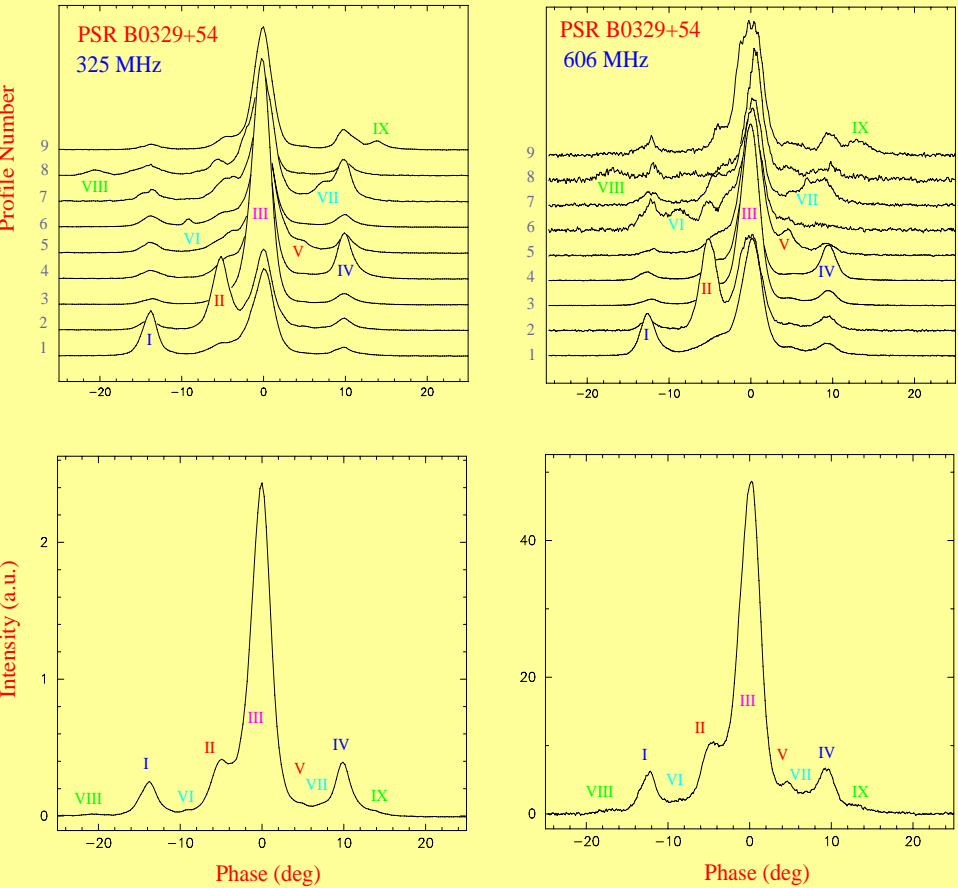 PSR B0329+54
325 MHz
Profile Number
9
8
7
6
5
4
3
2
1
IX
VIII
VII
III
VI
V
IV
II
I
−20 −10 0 10 20
PSR B0329+54
606 MHz
9
8
7
6
5
4
3
2
1
IX
VIII
VII
III
VI
V
IV
II
I
−20 −10 0 10 20
Intensity (a.u.)
2
1
0
III
I II IV
V
VII
VIII VI IX
−20 −10 0 10 20
Phase (deg)
40
20
0
III
II
I V IV
VI VII
VIII IX
−20 −10 0 10 20
Phase (deg)